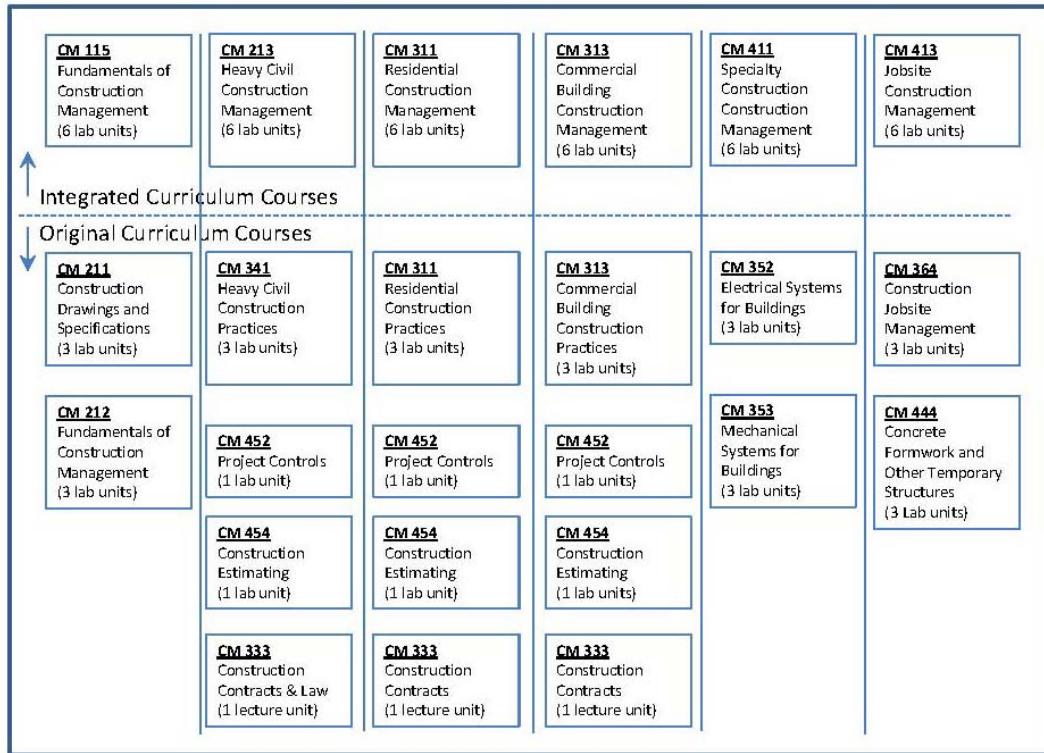 CM 115
Fundamentals of
Construction
Management
(6 lab units)
CM 213
Heavy Civil
Construction
Management
(6 lab units)
CM 311
Residential
Construction
Management
(6 lab units)
CM 313
Commercial
Building
Construction
Management
(6 lab units)
CM 411
Specialty
Construction
Construction
Management
(6 lab units)
CM 413
Jobsite
Construction
Management
(6 lab units)
Integrated Curriculum Courses
Original Curriculum Courses
CM 211
Construction
Drawings and
Specifications
(3 lab units)
CM 341
Heavy Civil
Construction
Practices
(3 lab units)
CM 311
Residential
Construction
Practices
(3 lab units)
CM 313
Commercial
Building
Construction
Practices
(3 lab units)
CM 352
Electrical Systems
for Buildings
(3 lab units)
CM 364
Construction
Jobsite
Management
(3 lab units)
CM 212
Fundamentals of
Construction
Management
(3 lab units)
CM 452
Project Controls
(1 lab unit)
CM 452
Project Controls
(1 lab unit)
CM 452
Project Controls
(1 lab units)
CM 353
Mechanical
Systems for
Buildings
(3 lab units)
CM 444
Concrete
Formwork and
Other Temporary
Structures
(3 Lab units)
CM 454
Construction
Estimating
(1 lab unit)
CM 454
Construction
Estimating
(1 lab unit)
CM 454
Construction
Estimating
(1 lab units)
CM 333
Construction
Contracts & Law
(1 lecture unit)
CM 333
Construction
Contracts
(1 lecture unit)
CM 333
Construction
Contracts
(1 lecture unit)